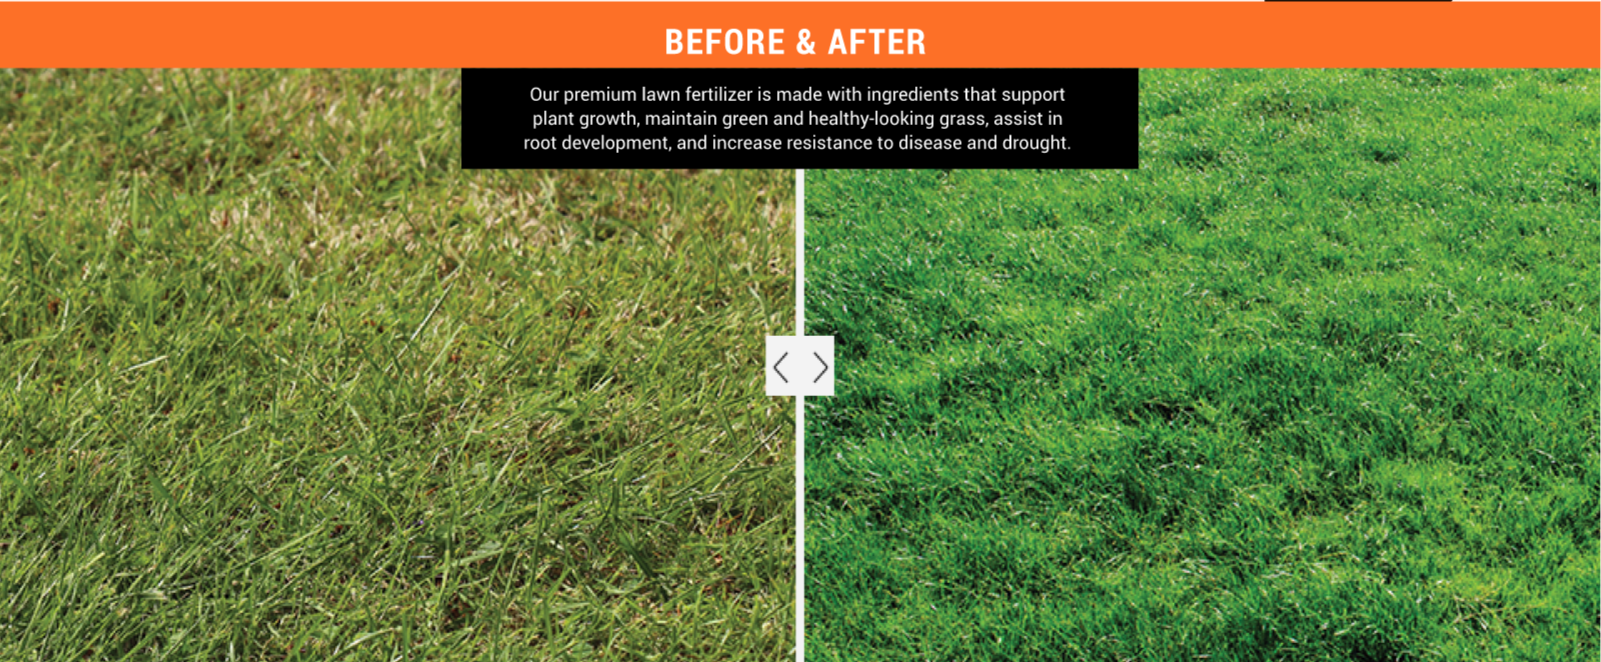 BEFORE & AFTER
Our premium lawn fertilizer is made with ingredients that support
plant growth, maintain green and healthy-looking grass, assist in
root development, and increase resistance to disease and drought.